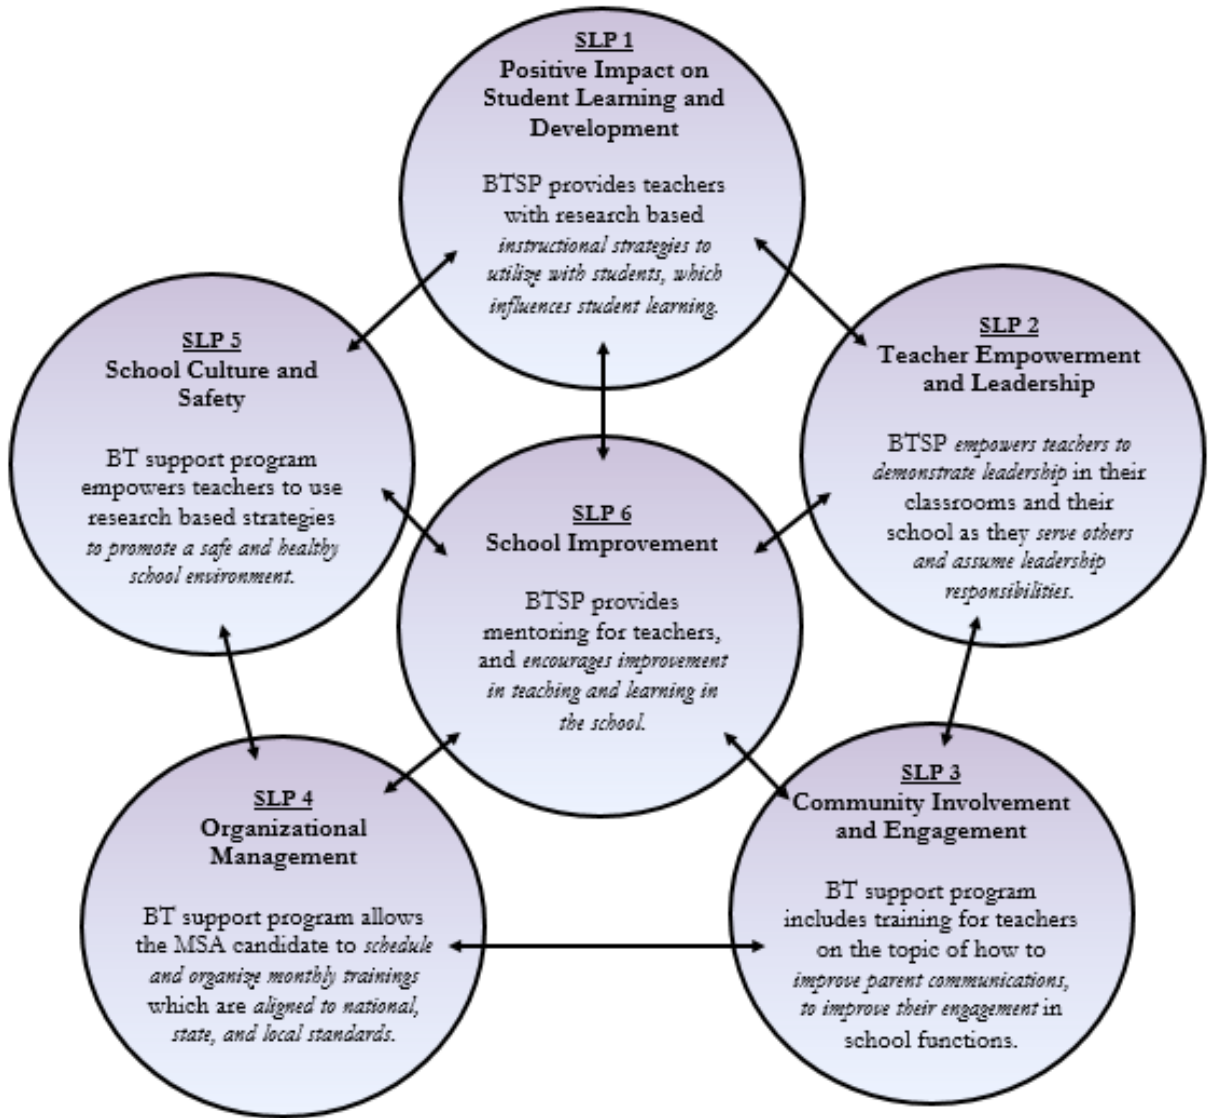 SLP 1
Positive Impact on
Student Learning and
Development
BTSP provides teachers
with research based
instructional strategies to
utilize with students, which
influences student learning.
SLP 2
Teacher Empowerment
and Leadership
BTSP empowers teachers to
demonstrate leadership in their
classrooms and their
school as they serve others
and assume leadership
responsibilities.
SLP 3
Community Involvement
and Engagement
BT support program
includes training for teachers
on the topic of how to
improve parent communications,
to improve their engagement in
school functions.
SLP 4
Organizational
Management
BT support program allows
the MSA candidate to schedule
and organize monthly trainings
which are aligned to national,
state, and local standards.
SLP 5
School Culture and
Safety
BT support program
empowers teachers to use
research based strategies
to promote a safe and healthy
school environment.
SLP 6
School Improvement
BTSP provides
mentoring for teachers,
and encourages improvement
in teaching and learning in
the school.